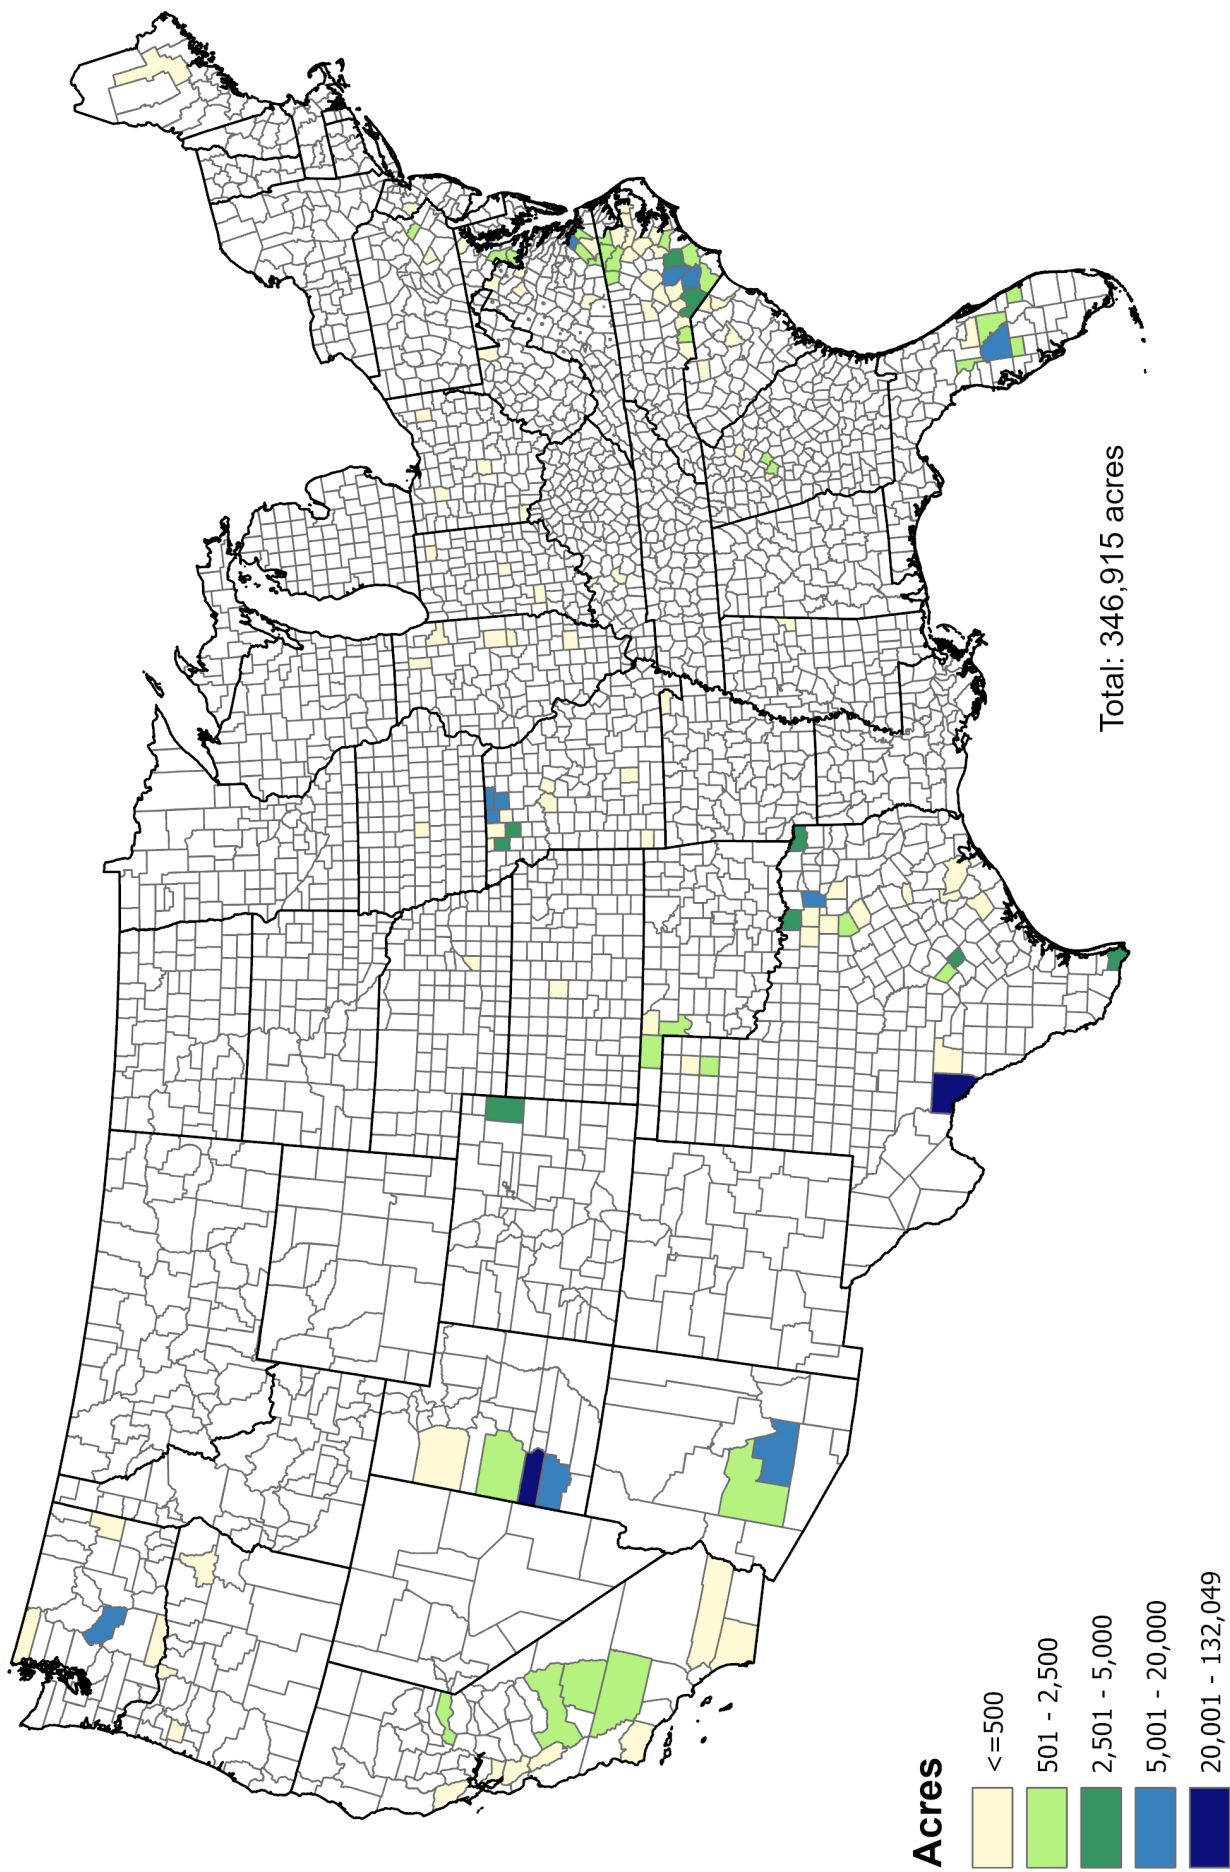 Total: 346,915 acres
Acres
<=500
501 - 2,500
2,501 - 5,000
5,001 - 20,000
20,001 - 132,049